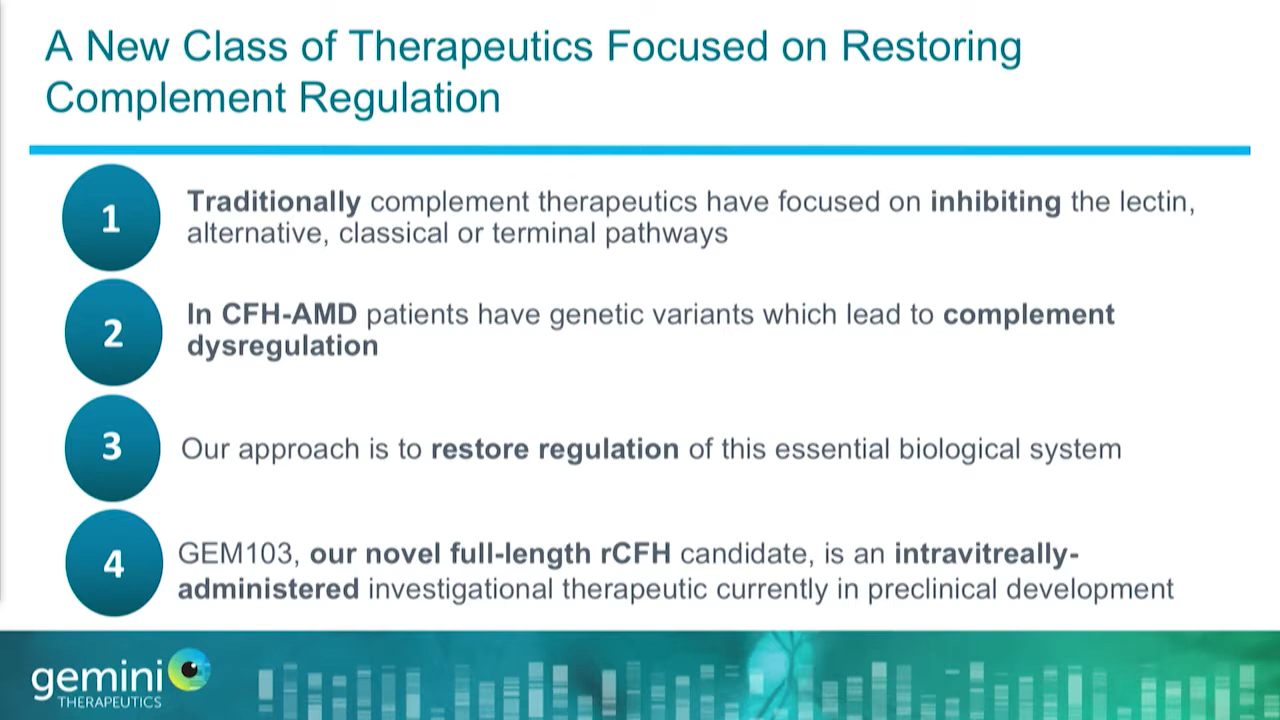 A New Class of Therapeutics Focused on Restoring
Complement Regulation
1
Traditionally complement therapeutics have focused on inhibiting the lectin,
alternative, classical or terminal pathways
2
In CFH-AMD patients have genetic variants which lead to complement
dysregulation
3
Our approach is to restore regulation of this essential biological system
4
GEM103, our novel full-length rCFH candidate, is an intravitreally-
administered investigational therapeutic currently in preclinical development
gemini
THERAPEUTICS